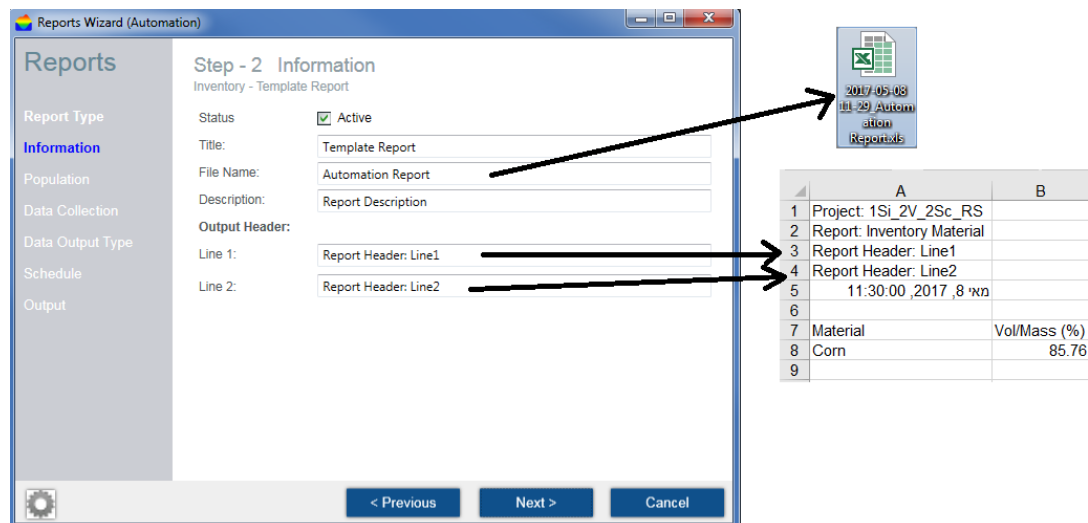 Reports Wizard (Automation)
Reports
Report Type
Information
Population
Data Collection
Data Output Type
Schedule
Output
Step - 2 Information
Inventory - Template Report
Status Active
Title: Template Report
File Name: Automation Report
Description: Report Description
Output Header:
Line 1: Report Header: Line1
Line 2: Report Header: Line2
< Previous Next > Cancel
2017-05-08
11-29_Autom
ation
Report.xls
A B
1 Project: 1Si_2V_2Sc_RS
2 Report: Inventory Material
3 Report Header: Line1
4 Report Header: Line2
5 מאי 8, 2017, 11:30:00
6
7 Material Vol/Mass (%)
8 Corn 85.76
9